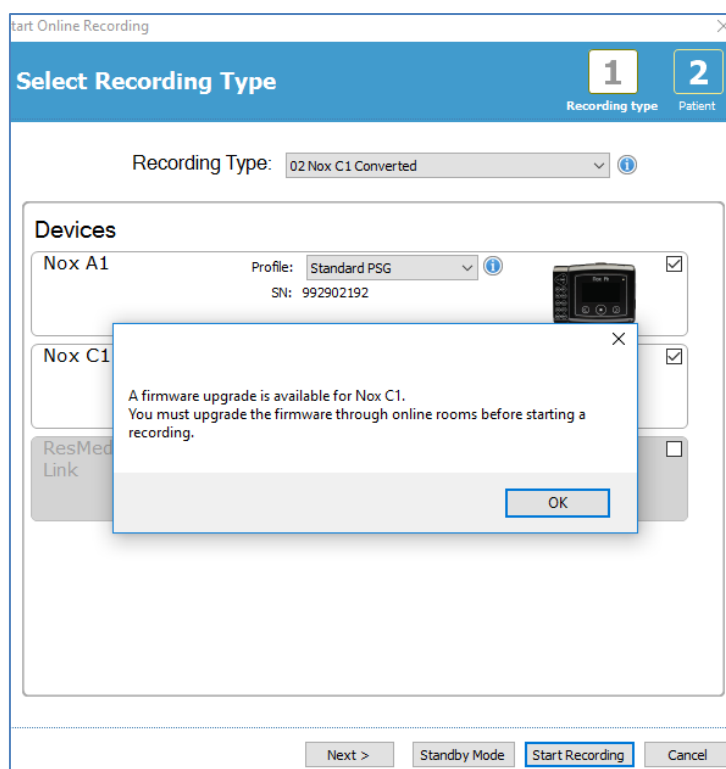 tart Online Recording
Select Recording Type
1
Recording type
2
Patient
Recording Type: 02 Nox C1 Converted
Devices
Nox A1
Profile: Standard PSG
SN: 992902192
Nox C1
A firmware upgrade is available for Nox C1.
You must upgrade the firmware through online rooms before starting a
recording.
OK
ResMed
Link
Next > Standby Mode Start Recording Cancel